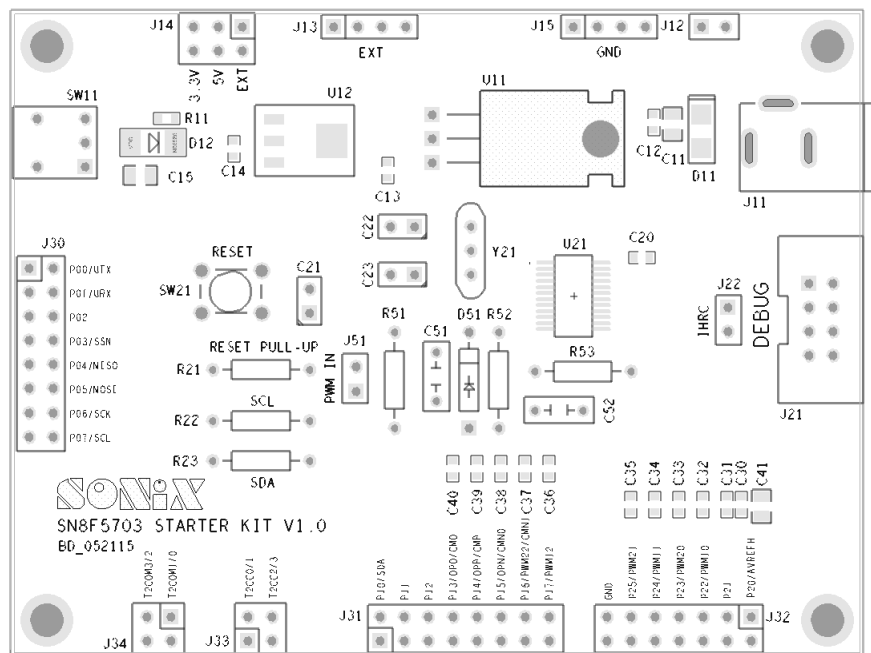 J14
J13
J15
J12
EXT
GND
3.3V
5V
EXT
SW11
R11
D12
C14
C15
U12
C13
U11
C12
C11
D11
J11
J30
P00/UTX
P01/URX
P02
P03/SSN
P04/MISO
P05/MOSI
P06/SCK
P07/SCL
RESET
SW21
C21
C22
C23
Y21
U21
C20
J22
IHRC
DEBUG
J21
RESET PULL-UP
R21
SCL
R22
R23
SDA
J51
PWM IN
R51
C51
D51
R52
R53
C52
SONiX
SN8F5703 STARTER KIT V1.0
BD_052115
C40
C39
C38
C37
C36
C35
C34
C33
C32
C31
C30
C41
T2COM3/2
T2COM1/0
J34
T2CC0/1
T2CC2/3
J33
J31
P10/SDA
P11
P12
P13/OPO/CM0
P14/OPP/CMP
P15/OPN/CMN0
P16/PWM22/CMN1
P17/PWM12
GND
P25/PWM21
P24/PWM11
P23/PWM20
P22/PWM10
P21
P20/AVREFH
J32